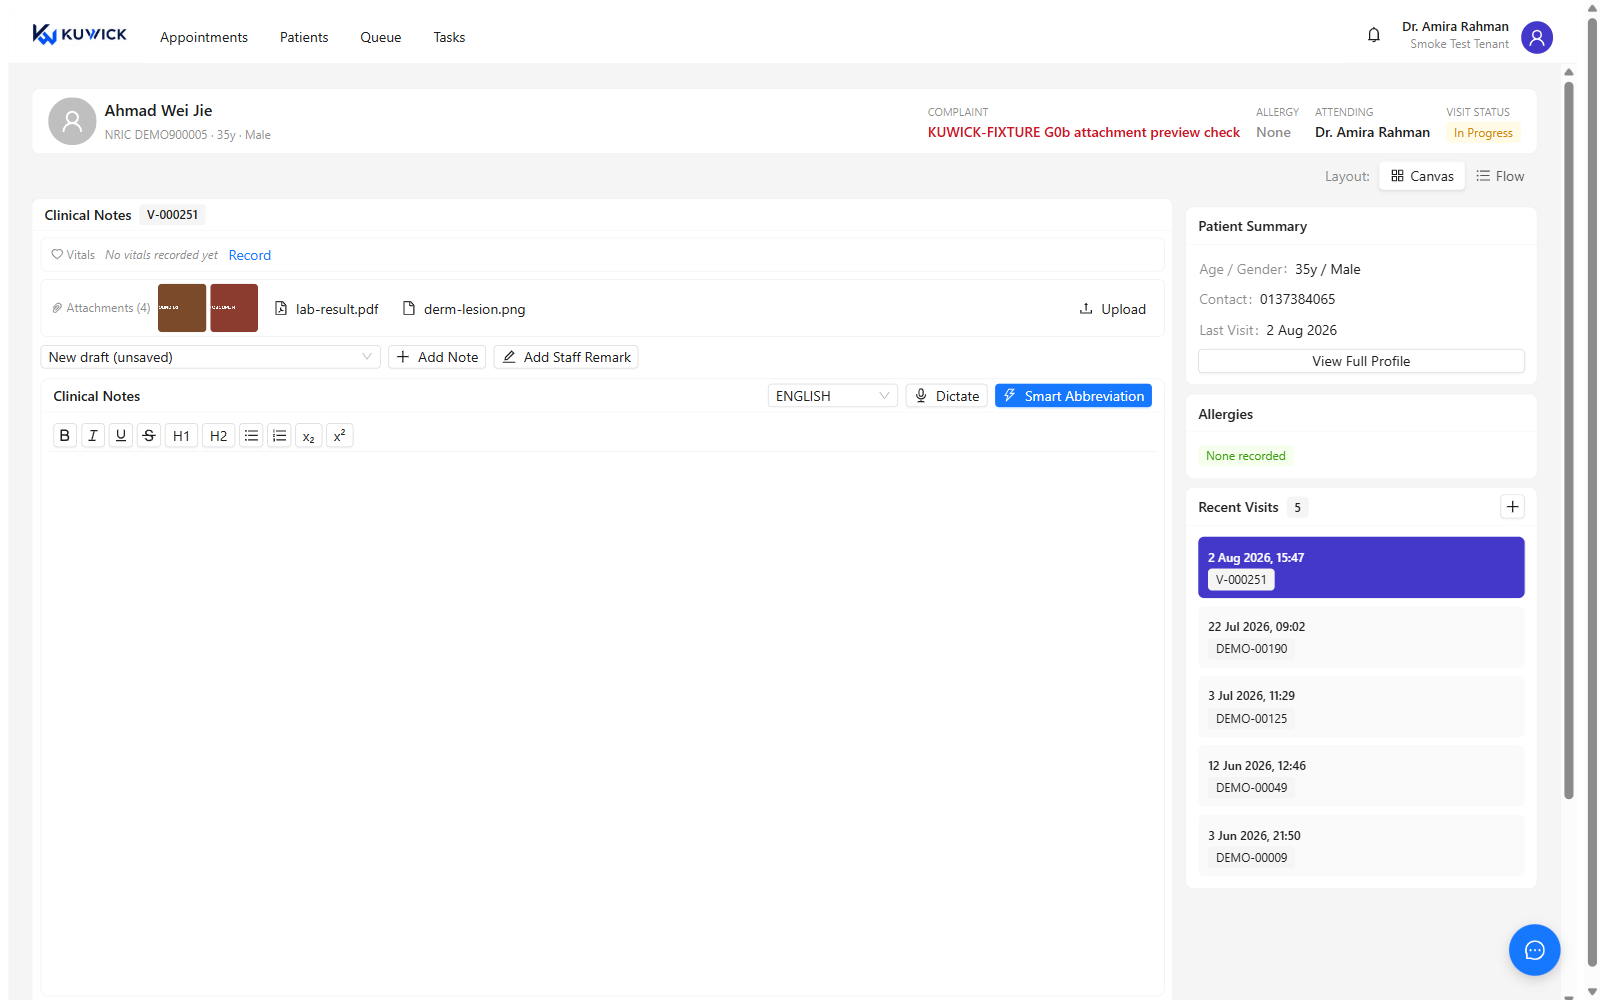 KUWICK
Appointments
Patients
Queue
Tasks
Dr. Amira Rahman
Smoke Test Tenant
Ahmad Wei Jie
NRIC DEMO900005 · 35y · Male
COMPLAINT
KUWICK-FIXTURE G0b attachment preview check
ALLERGY
None
ATTENDING
Dr. Amira Rahman
VISIT STATUS
In Progress
Layout:
Canvas
Flow
Clinical Notes
V-000251
Vitals
No vitals recorded yet
Record
Attachments (4)
lab-result.pdf
derm-lesion.png
Upload
New draft (unsaved)
Add Note
Add Staff Remark
Clinical Notes
ENGLISH
Dictate
Smart Abbreviation
B
I
U
S
H1
H2
x₂
x²
Patient Summary
Age / Gender: 35y / Male
Contact: 0137384065
Last Visit: 2 Aug 2026
View Full Profile
Allergies
None recorded
Recent Visits 5
2 Aug 2026, 15:47
V-000251
22 Jul 2026, 09:02
DEMO-00190
3 Jul 2026, 11:29
DEMO-00125
12 Jun 2026, 12:46
DEMO-00049
3 Jun 2026, 21:50
DEMO-00009